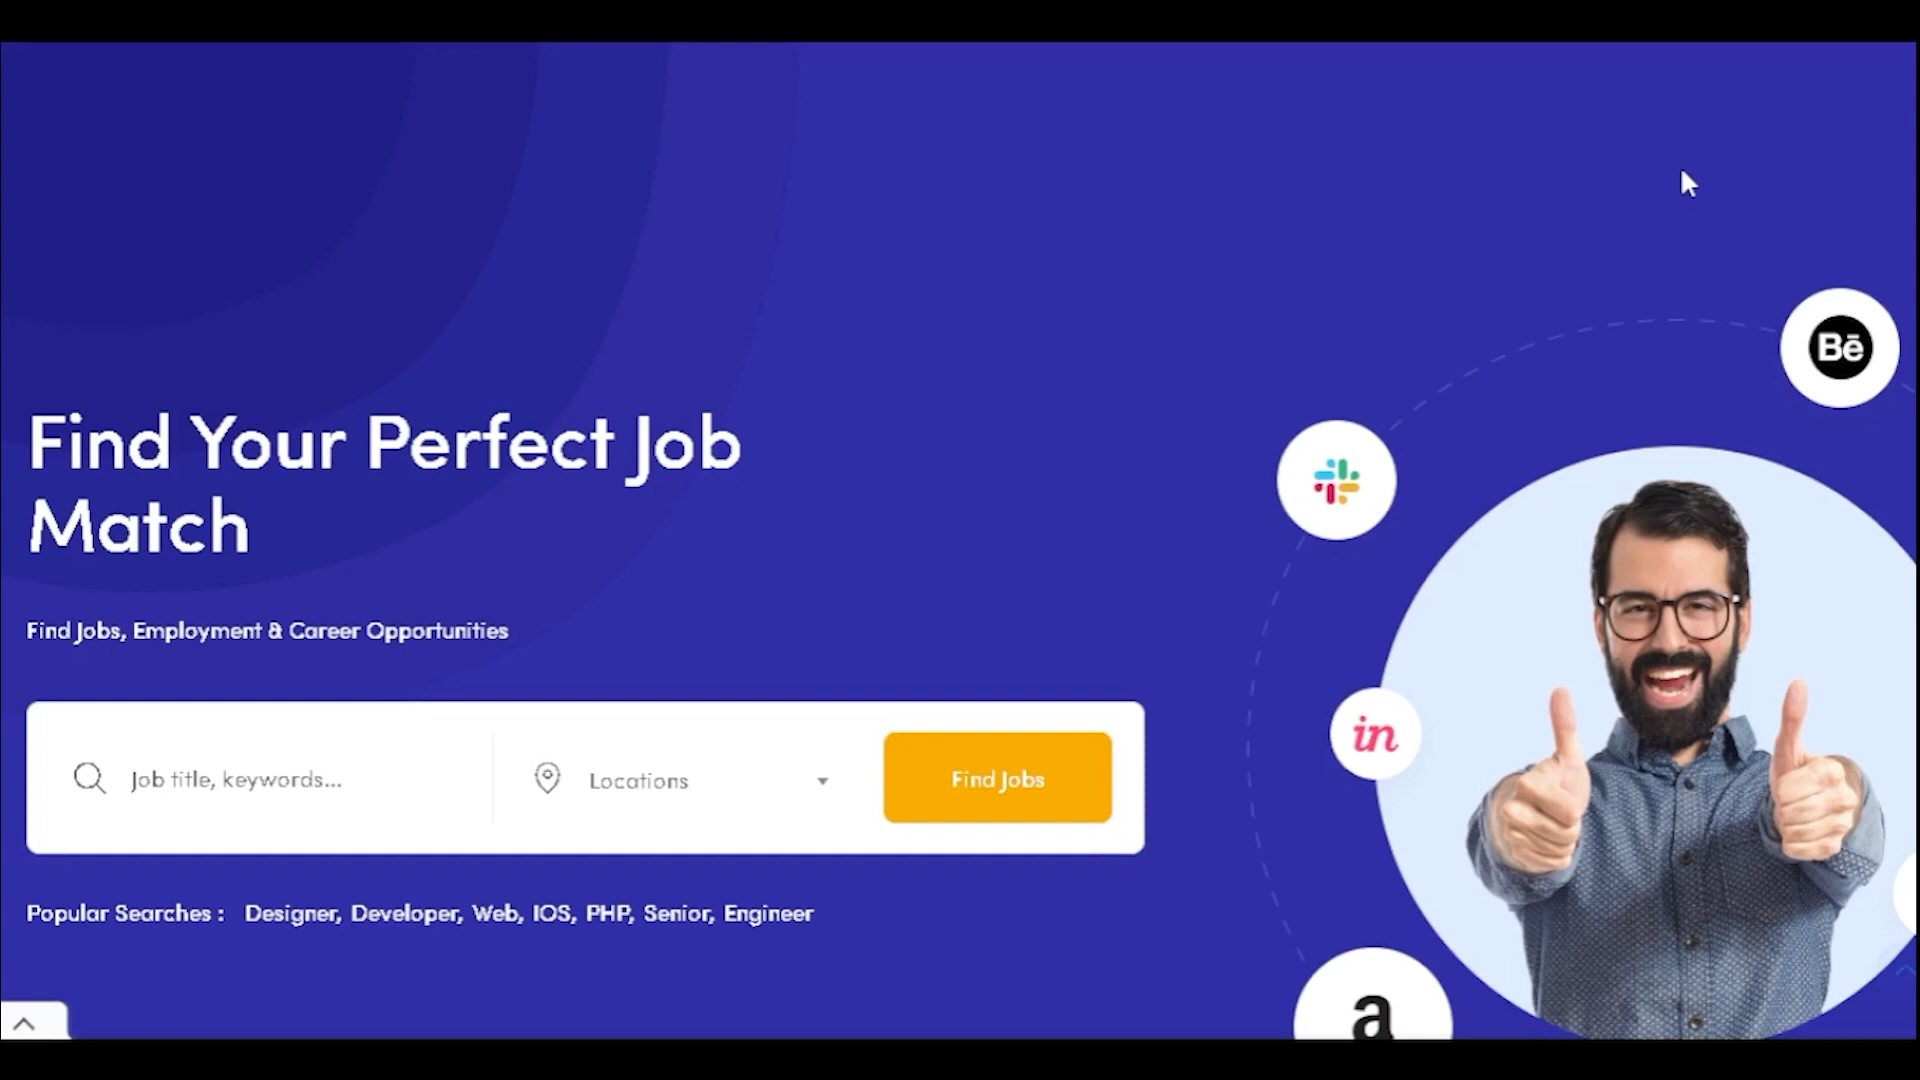 Find Your Perfect Job
Match
Find Jobs, Employment & Career Opportunities
Job title, keywords...
Locations
Find Jobs
Popular Searches : Designer, Developer, Web, IOS, PHP, Senior, Engineer
Bē
in
a